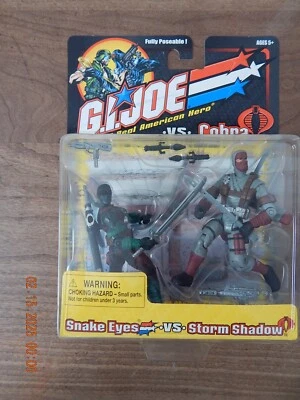 Fully Poseable! AGES 5+
G.I.JOE
A Real American Hero
·VS· Cobra
WARNING:
CHOKING HAZARD – Small parts.
Not for children under 3 years.
Snake Eyes ·VS· Storm Shadow